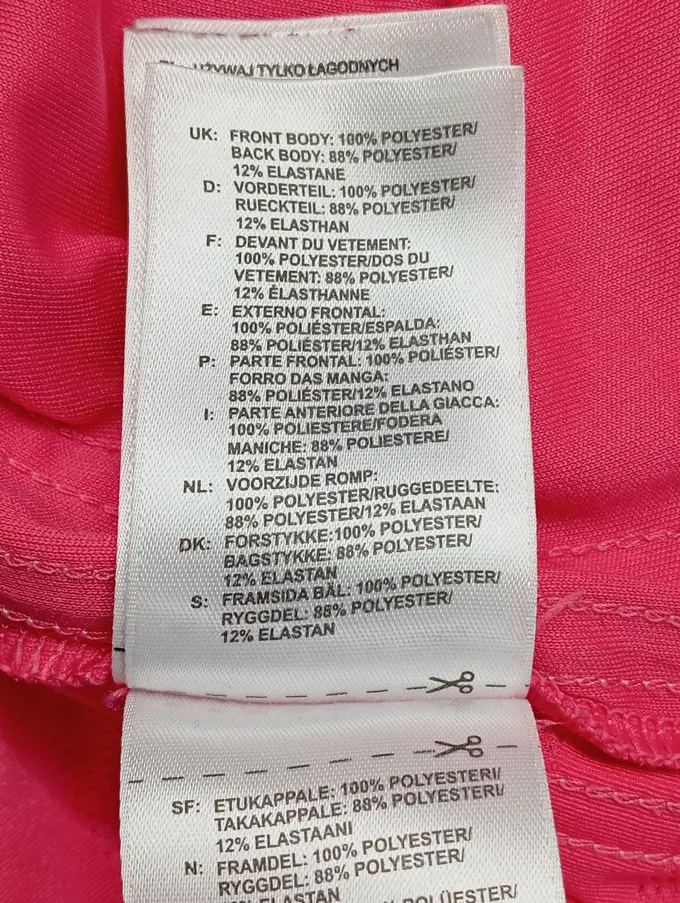 UŻYWAJ TYLKO ŁAGODNYCH
UK: FRONT BODY: 100% POLYESTER/
BACK BODY: 88% POLYESTER/
12% ELASTANE
D: VORDERTEIL: 100% POLYESTER/
RUECKTEIL: 88% POLYESTER/
12% ELASTHAN
F: DEVANT DU VETEMENT:
100% POLYESTER/DOS DU
VETEMENT: 88% POLYESTER/
12% ÉLASTHANNE
E: EXTERNO FRONTAL:
100% POLIÉSTER/ESPALDA:
88% POLIÉSTER/12% ELASTHAN
P: PARTE FRONTAL: 100% POLIÉSTER/
FORRO DAS MANGA:
88% POLIÉSTER/12% ELASTANO
I: PARTE ANTERIORE DELLA GIACCA:
100% POLIESTERE/FODERA
MANICHE: 88% POLIESTERE/
12% ELASTAN
NL: VOORZIJDE ROMP:
100% POLYESTER/RUGGEDEELTE:
88% POLYESTER/12% ELASTAAN
DK: FORSTYKKE:100% POLYESTER/
BAGSTYKKE: 88% POLYESTER/
12% ELASTAN
S: FRAMSIDA BÅL: 100% POLYESTER/
RYGGDEL: 88% POLYESTER/
12% ELASTAN
SF: ETUKAPPALE: 100% POLYESTERI/
TAKAKAPPALE: 88% POLYESTERI/
12% ELASTAANI
N: FRAMDEL: 100% POLYESTER/
RYGGDEL: 88% POLYESTER/
ELASTAN
POLÜESTER/